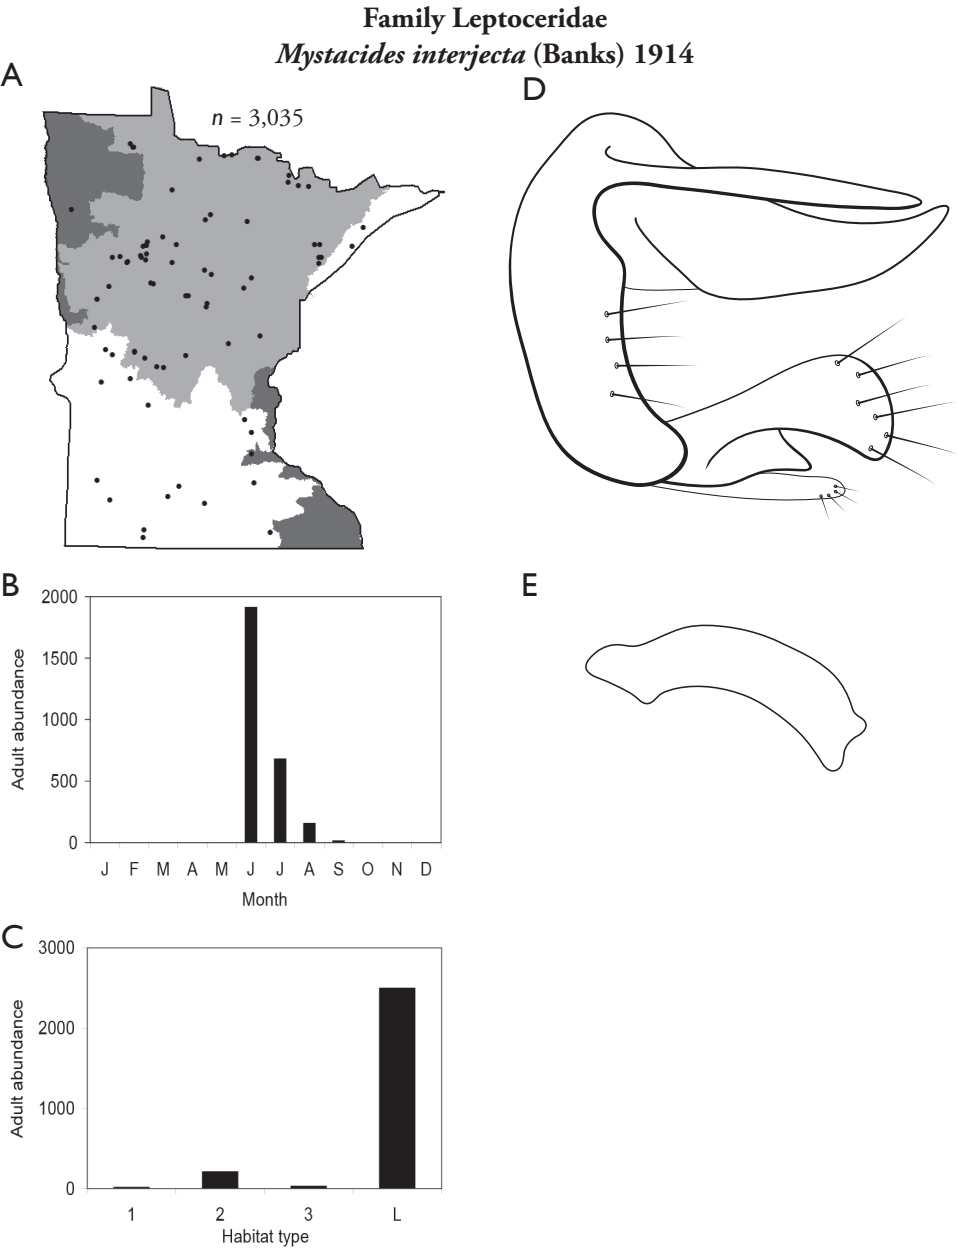 Family Leptoceridae
Mystacides interjecta (Banks) 1914
A
n = 3,035
D
B
2000
1500
1000
500
0
Adult abundance
J F M A M J J A S O N D
Month
E
C
3000
2000
1000
0
Adult abundance
1 2 3 L
Habitat type